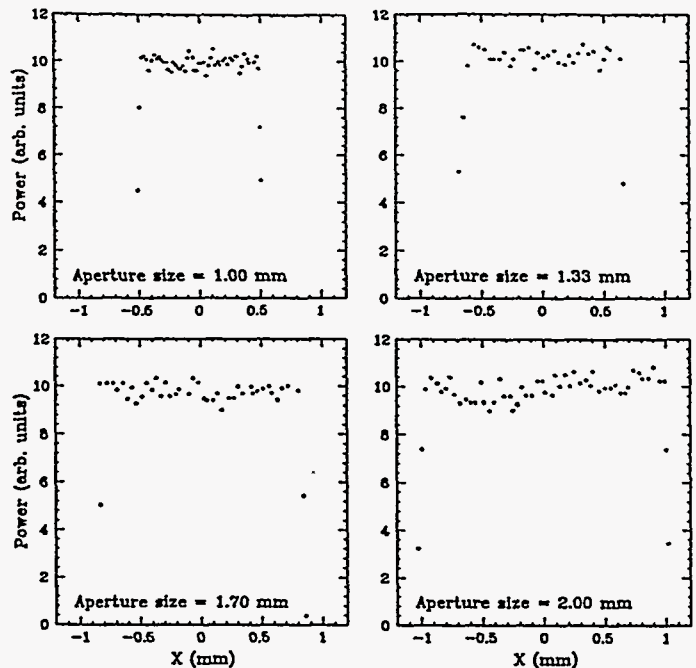 12
10
8
6
4
2
0
Power (arb. units)
Aperture size = 1.00 mm
−1 −0.5 0 0.5 1
12
10
8
6
4
2
0
Aperture size = 1.33 mm
−1 −0.5 0 0.5 1
12
10
8
6
4
2
0
Power (arb. units)
Aperture size = 1.70 mm
−1 −0.5 0 0.5 1
X (mm)
12
10
8
6
4
2
0
Aperture size = 2.00 mm
−1 −0.5 0 0.5 1
X (mm)